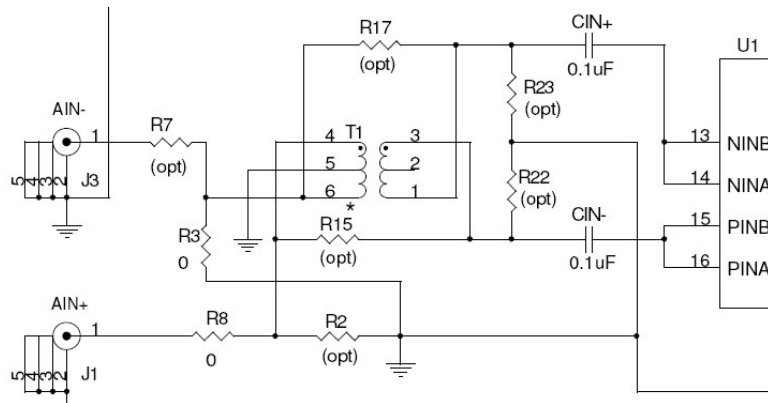 R17
(opt)
CIN+
0.1uF
U1
AIN-
1
R7
(opt)
5 4 3 2
J3
4
T1
3
5
2
6
1
*
R23
(opt)
R22
(opt)
13
NINB
14
NINA
15
PINB
16
PINA
R3
0
R15
(opt)
CIN-
0.1uF
AIN+
1
R8
0
R2
(opt)
5 4 3 2
J1